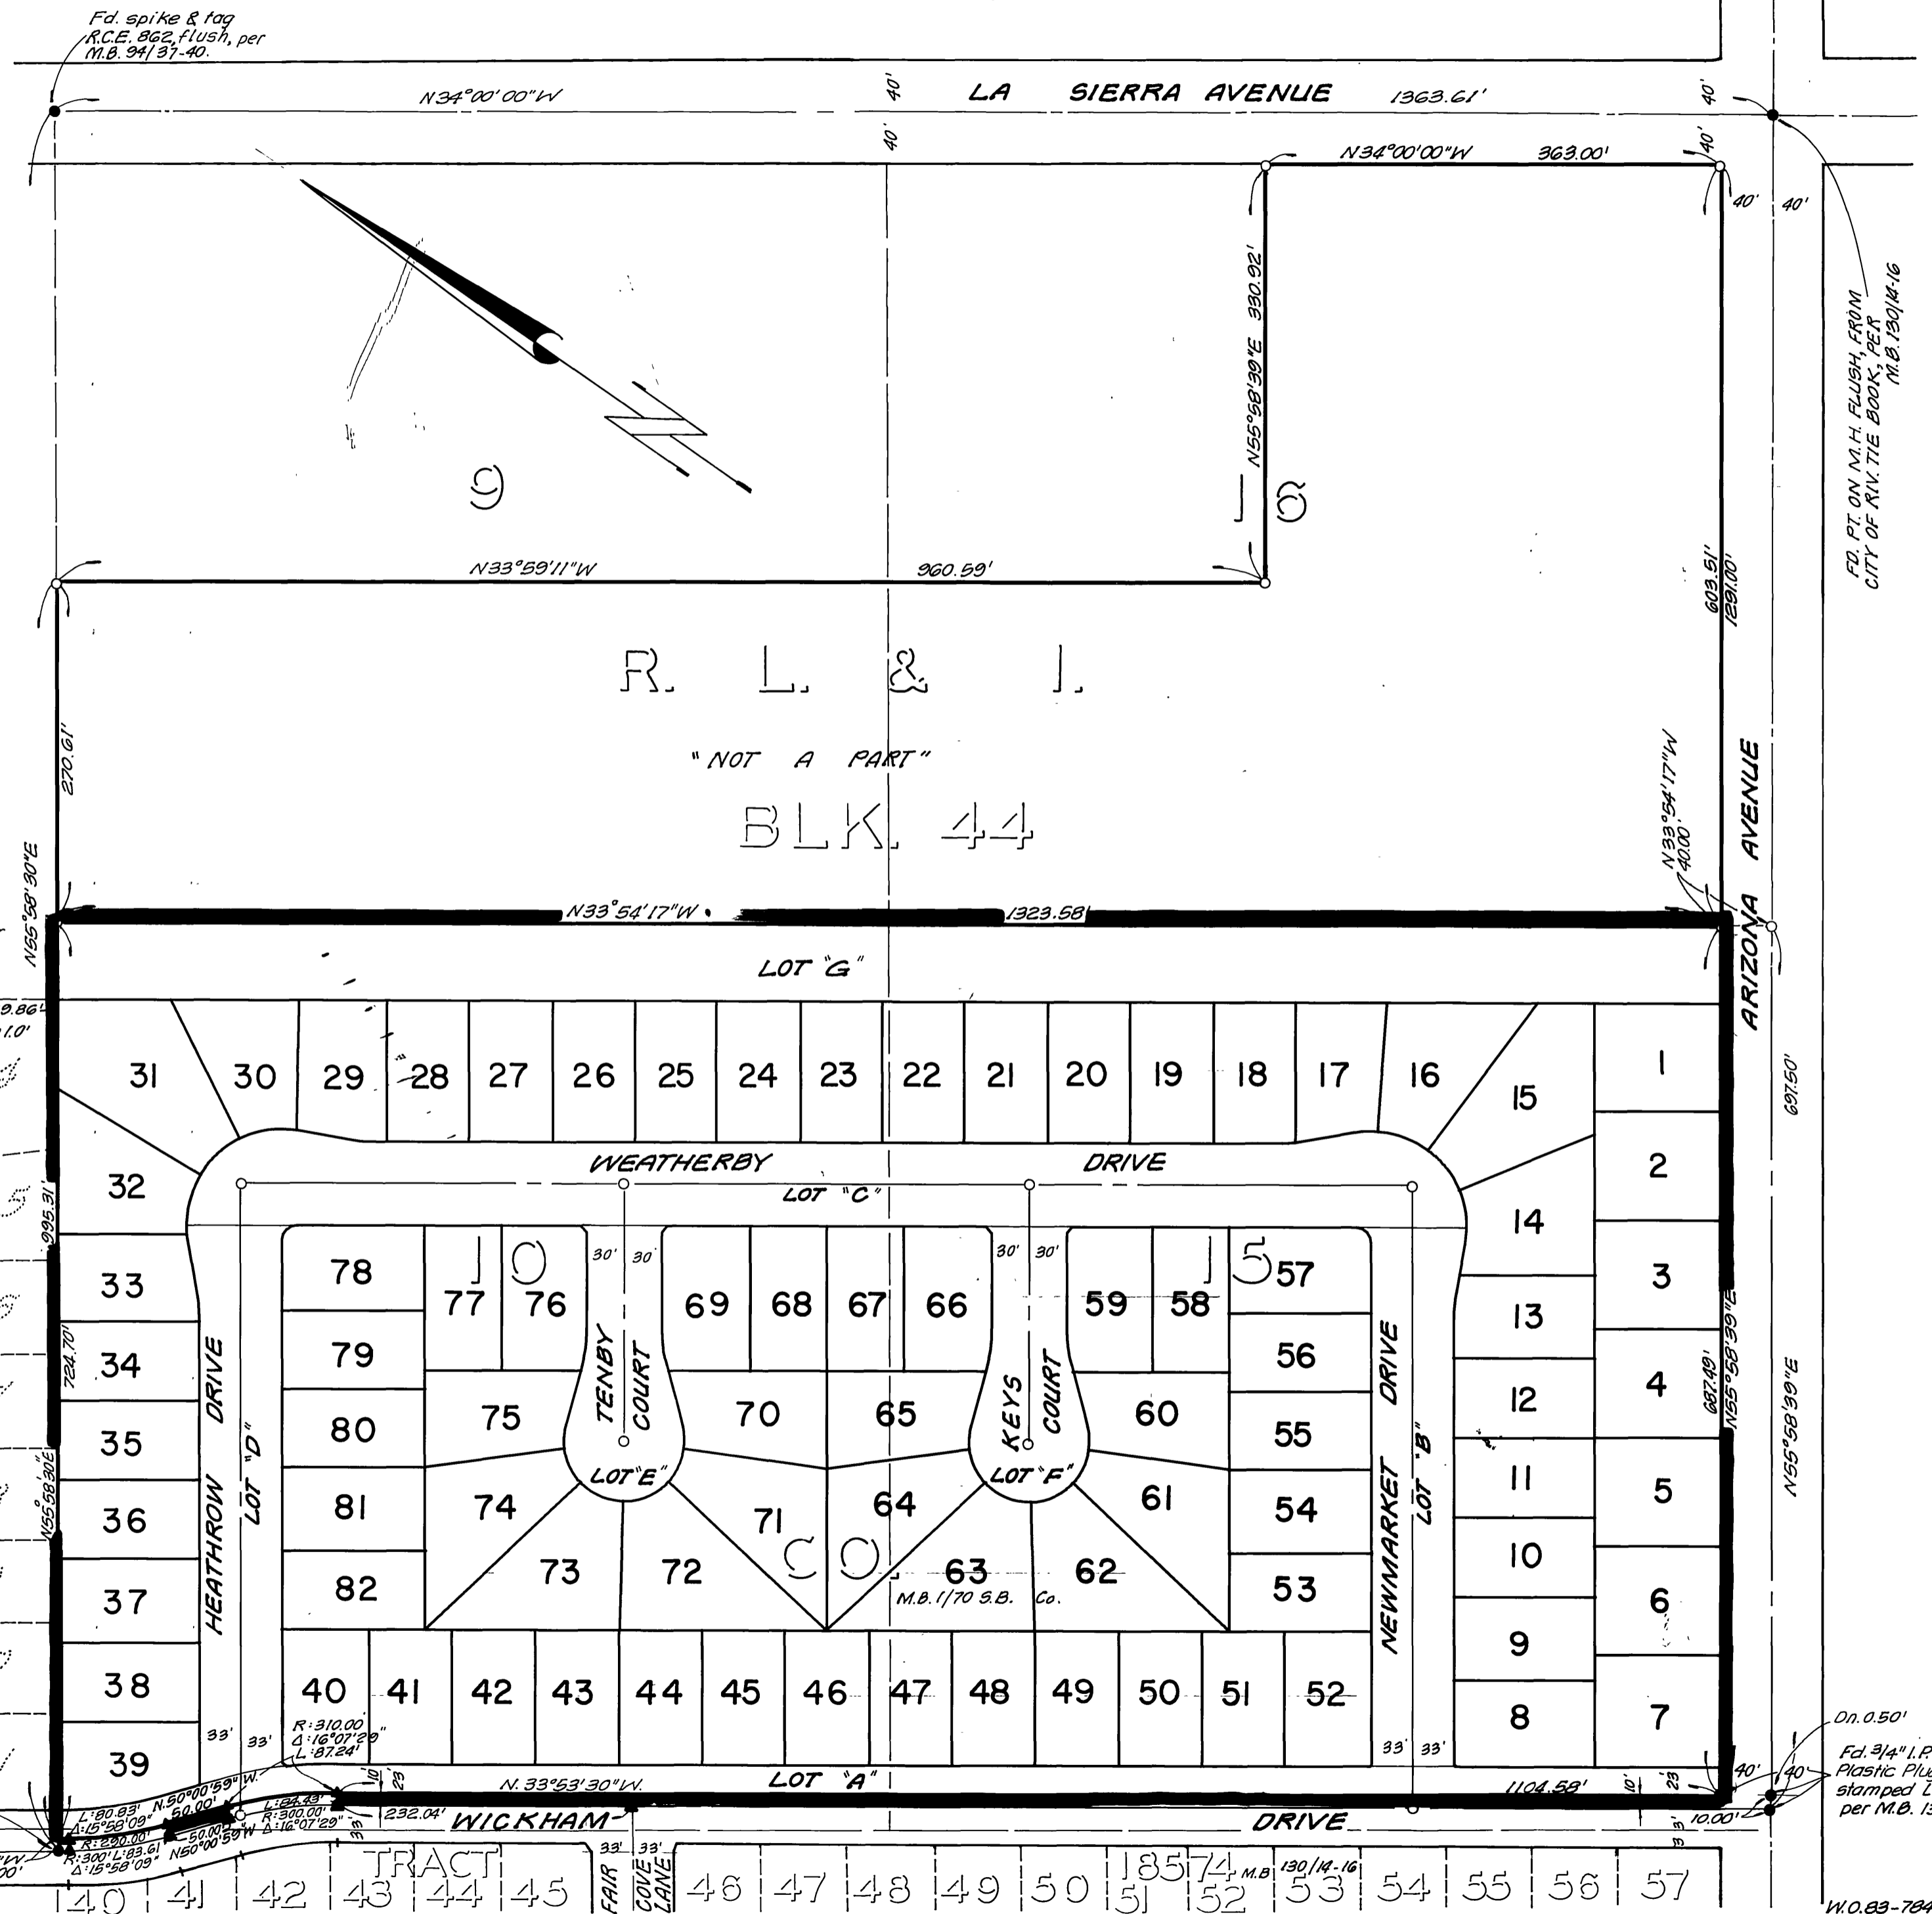 Fd. spike & tag
R.C.E. 862, flush, per
M.B. 94/37-40.
N34°00'00"W
40'
40'
LA SIERRA AVENUE
1363.61'
40'
40'
N34°00'00"W 363.00'
40' 40'
FD. PT. ON M.H. FLUSH, FROM
CITY OF RIV. TIE BOOK, PER
M.B. 130/14-16
N55°58'39"E 330.92'
9
16
N33°59'11"W 960.59'
603.51'
1291.00'
R. L. & I.
270.61'
"NOT A PART"
BLK. 44
N33°54'17"W
40.00'
ARIZONA AVENUE
N55°58'30"E
N33°54'17"W
1323.58'
LOT "G"
9.86'
1.0'
697.50'
31 30 29 28 27 26 25 24 23 22 21 20 19 18 17 16 15 1
WEATHERBY DRIVE
LOT "C"
32 14 2
995.31'
33 78 77 10 76 30' 30' 69 68 67 66 30' 30' 59 58 15 57 13 3
N55°58'39"E
687.49'
N55°58'39"E
724.70'
34 79 56 12 4
TENBY COURT
KEYS COURT
HEATHROW DRIVE
LOT "D"
NEWMARKET DRIVE
LOT "B"
35 80 75 70 65 60 55 11 5
N55°58'30"E
LOT "E"
LOT "F"
36 81 74 71 64 61 54 10
CO.
37 82 73 72 63 62 53 9 6
M.B. 1/70 S.B. Co.
38 40 41 42 43 44 45 46 47 48 49 50 51 52 8 7
39
33' 33'
33' 33'
R=310.00'
Δ=16°07'29"
L=87.24'
10' 23'
N.33°53'30"W.
LOT "A"
1104.58'
10' 23'
40' 40'
Dn. 0.50'
Fd. 3/4" I.P.
Plastic Plu
stamped L
per M.B. 13
10.00'
N.50°00'59"W.
50.00'
L=80.83'
Δ=15°58'09"
R=290.00'
L=84.43'
R=300.00'
Δ=16°07'29"
50.00'
N50°00'59"W
R=300' L=83.61'
Δ=15°58'09"
232.04'
33'
WICKHAM DRIVE
33'
33' 33'
FAIR COVE LANE
TRACT 18574 M.B. 130/14-16
40 41 42 43 44 45 46 47 48 49 50 51 52 53 54 55 56 57
W.O.83-784